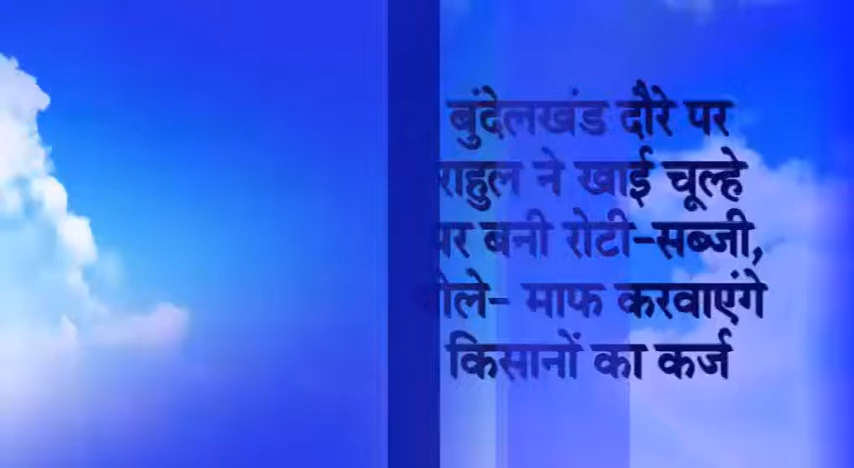 बुंदेलखंड दौरे पर
राहुल ने खाई चूल्हे
पर बनी रोटी-सब्जी,
बोले- माफ करवाएंगे
किसानों का कर्ज